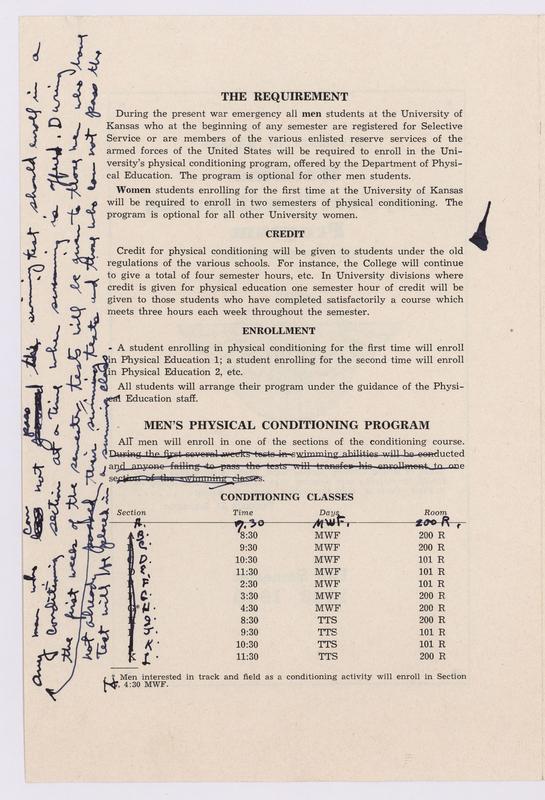 THE REQUIREMENT
During the present war emergency all men students at the University of
Kansas who at the beginning of any semester are registered for Selective
Service or are members of the various enlisted reserve services of the
armed forces of the United States will be required to enroll in the Uni-
versity's physical conditioning program, offered by the Department of Physi-
cal Education. The program is optional for other men students.
Women students enrolling for the first time at the University of Kansas
will be required to enroll in two semesters of physical conditioning. The
program is optional for all other University women.
CREDIT
Credit for physical conditioning will be given to students under the old
regulations of the various schools. For instance, the College will continue
to give a total of four semester hours, etc. In University divisions where
credit is given for physical education one semester hour of credit will be
given to those students who have completed satisfactorily a course which
meets three hours each week throughout the semester.
ENROLLMENT
A student enrolling in physical conditioning for the first time will enroll
in Physical Education 1; a student enrolling for the second time will enroll
in Physical Education 2, etc.
All students will arrange their program under the guidance of the Physi-
cal Education staff.
MEN'S PHYSICAL CONDITIONING PROGRAM
All men will enroll in one of the sections of the conditioning course.
During the first several weeks tests in swimming abilities will be conducted
and anyone failing to pass the tests will transfer his enrollment to one
section of the swimming classes.
CONDITIONING CLASSES
Section Time Days Room
A. 7.30 MWF. 200 R.
B. 8:30 MWF 200 R
C. 9:30 MWF 200 R
D. 10:30 MWF 101 R
11:30 MWF 101 R
F. 2:30 MWF 101 R
3:30 MWF 200 R
4:30 MWF 200 R
8:30 TTS 200 R
9:30 TTS 101 R
10:30 TTS 101 R
11:30 TTS 200 R
Men interested in track and field as a conditioning activity will enroll in Section
4:30 MWF.
Any man who can not pass the swimming test should enroll in a
conditioning section at a time when swimming is offered. During
the first weeks of the semester tests will be given to those men who have
not already passed their swimming tests and those who can not pass the
test will be placed in a swimming class.